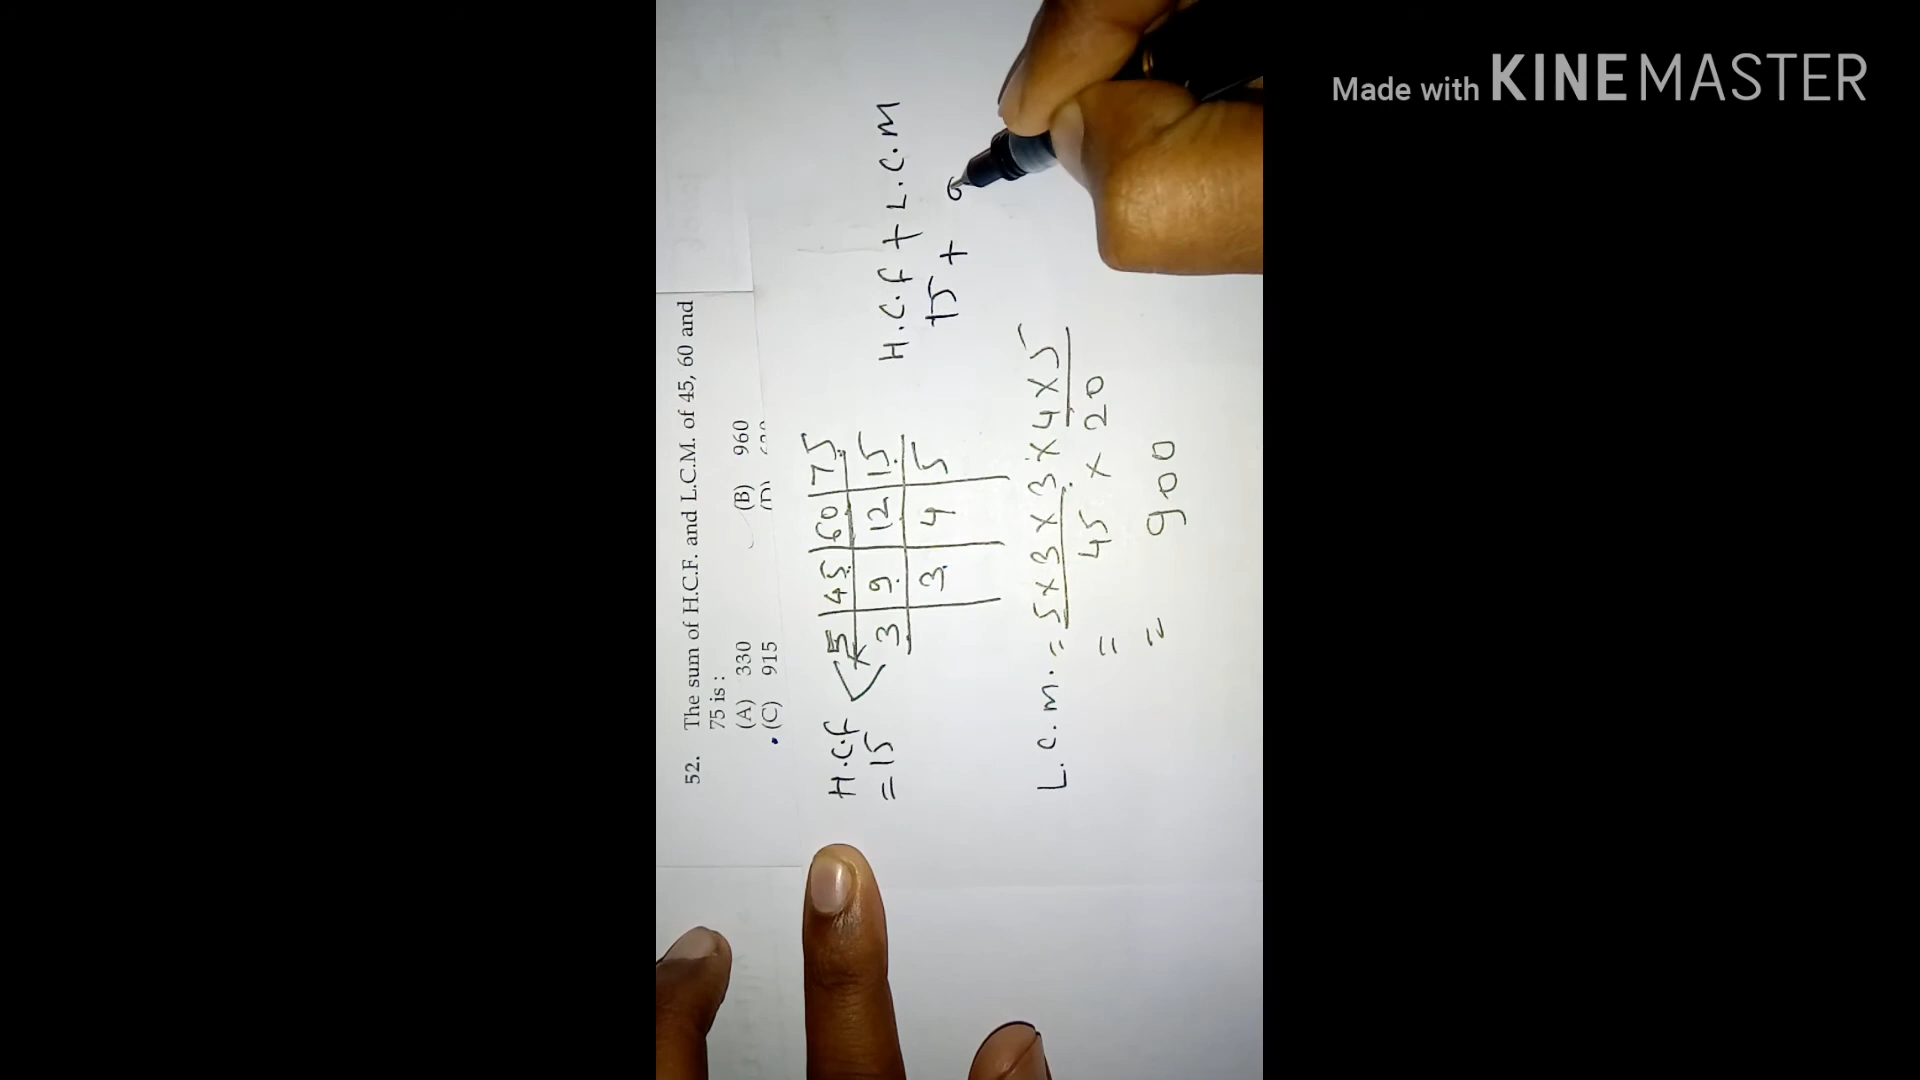 Made with KINEMASTER
52. The sum of H.C.F. and L.C.M. of 45, 60 and
75 is :
(A) 330 (B) 960
(C) 915 (D)
H.C.f 5 45 60 75
=15 3 9 12 15
3 4 5
H.C.f + L.C.M
15 + 9
L.C.M. = 5×3×3×4×5
= 45 × 20
= 900